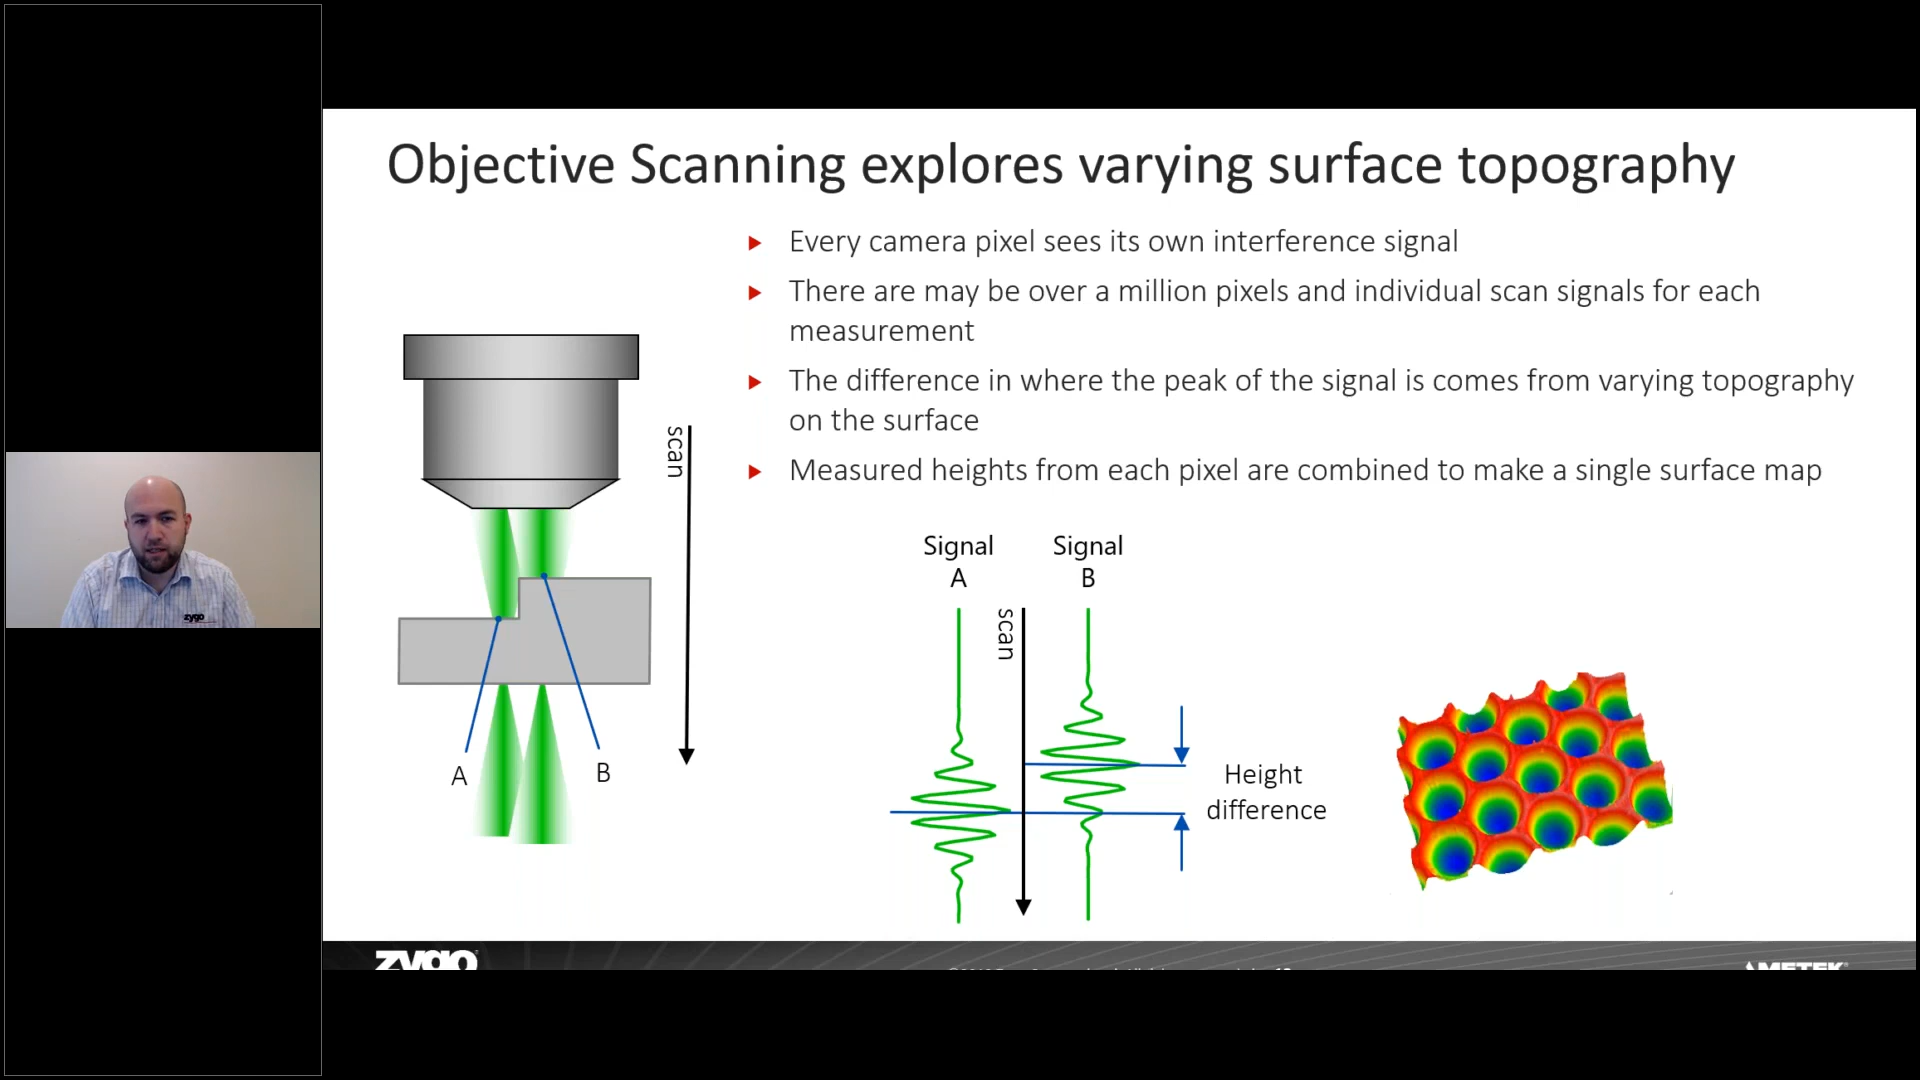 Objective Scanning explores varying surface topography
Every camera pixel sees its own interference signal
There are may be over a million pixels and individual scan signals for each
measurement
The difference in where the peak of the signal is comes from varying topography
on the surface
Measured heights from each pixel are combined to make a single surface map
scan
A
B
Signal
A
Signal
B
scan
Height
difference
zygo
zygo
AMETEK